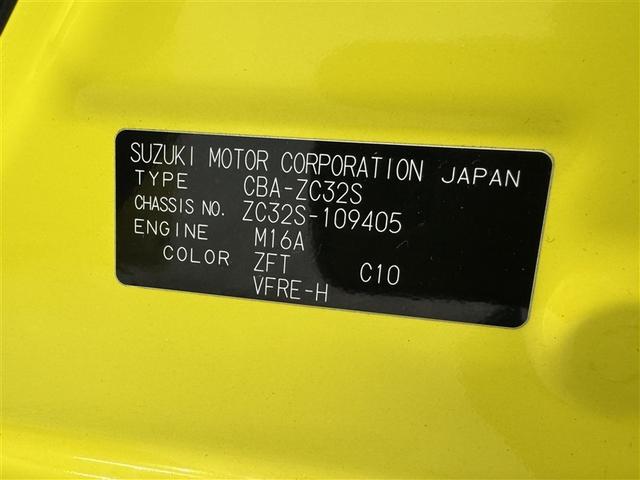 SUZUKI MOTOR CORPORATION JAPAN
TYPE CBA-ZC32S
CHASSIS NO. ZC32S-109405
ENGINE M16A
COLOR ZFT C10
VFRE-H